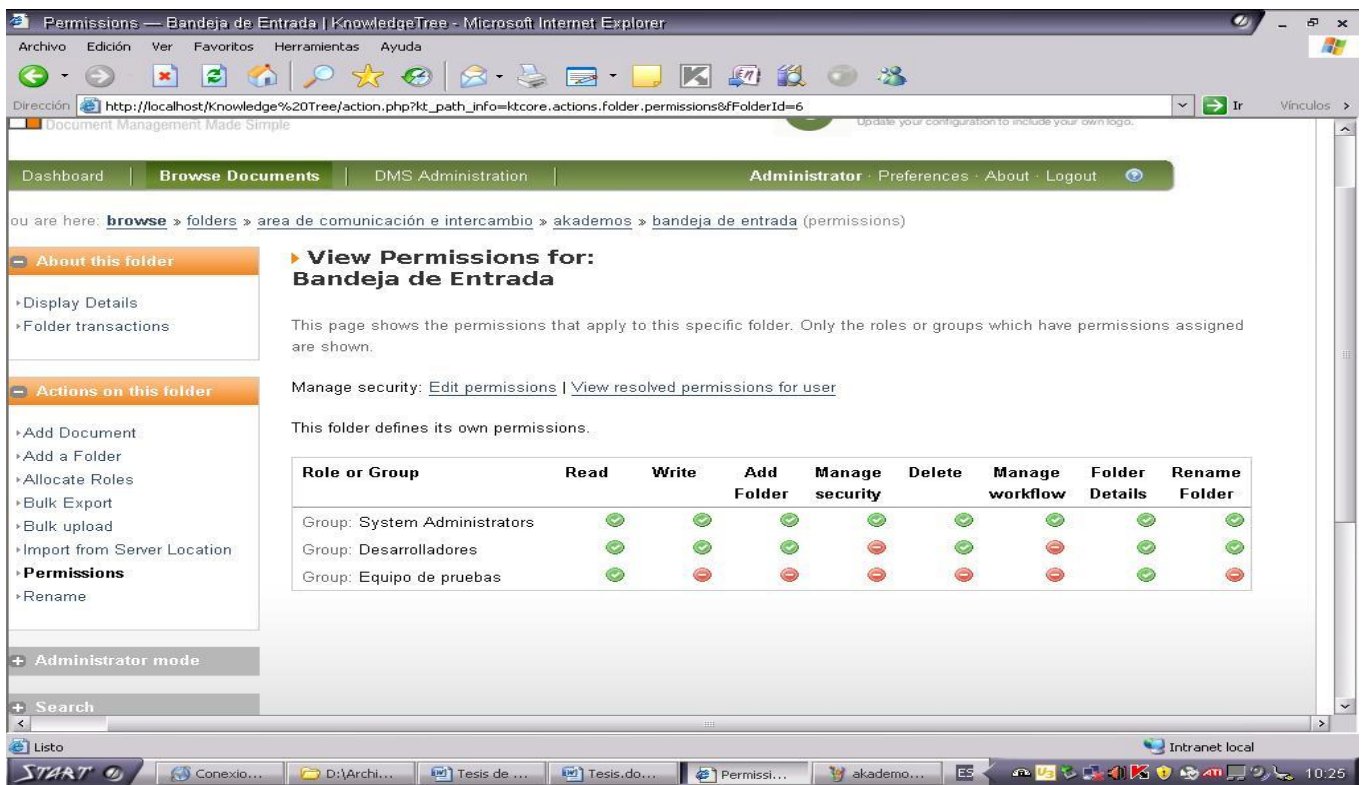 Permissions — Bandeja de Entrada | KnowledgeTree - Microsoft Internet Explorer
Archivo Edición Ver Favoritos Herramientas Ayuda
Dirección http://localhost/Knowledge%20Tree/action.php?kt_path_info=ktcore.actions.folder.permissions&fFolderId=6 Ir Vínculos
Document Management Made Simple
Update your configuration to include your own logo.
Dashboard | Browse Documents | DMS Administration | Administrator · Preferences · About · Logout ?
ou are here: browse » folders » area de comunicación e intercambio » akademos » bandeja de entrada (permissions)
About this folder
Display Details
Folder transactions
Actions on this folder
Add Document
Add a Folder
Allocate Roles
Bulk Export
Bulk upload
Import from Server Location
Permissions
Rename
Administrator mode
Search
View Permissions for:
Bandeja de Entrada
This page shows the permissions that apply to this specific folder. Only the roles or groups which have permissions assigned
are shown.
Manage security: Edit permissions | View resolved permissions for user
This folder defines its own permissions.
Role or Group Read Write Add Folder Manage security Delete Manage workflow Folder Details Rename Folder
Group: System Administrators
Group: Desarrolladores
Group: Equipo de pruebas
Listo Intranet local
START Conexio... D:\Archi... Tesis de ... Tesis.do... Permissi... akademo... ES 10:25